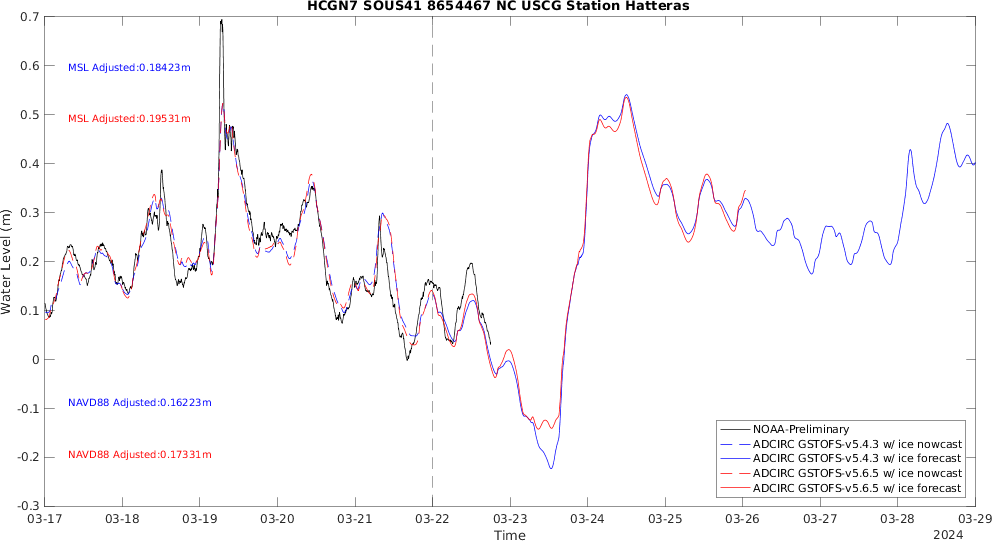 HCGN7 SOUS41 8654467 NC USCG Station Hatteras
0.7
0.6
0.5
0.4
0.3
0.2
0.1
0
-0.1
-0.2
-0.3
Water Level (m)
MSL Adjusted:0.18423m
MSL Adjusted:0.19531m
NAVD88 Adjusted:0.16223m
NAVD88 Adjusted:0.17331m
NOAA-Preliminary
ADCIRC GSTOFS-v5.4.3 w/ ice nowcast
ADCIRC GSTOFS-v5.4.3 w/ ice forecast
ADCIRC GSTOFS-v5.6.5 w/ ice nowcast
ADCIRC GSTOFS-v5.6.5 w/ ice forecast
03-17 03-18 03-19 03-20 03-21 03-22 03-23 03-24 03-25 03-26 03-27 03-28 03-29
Time
2024